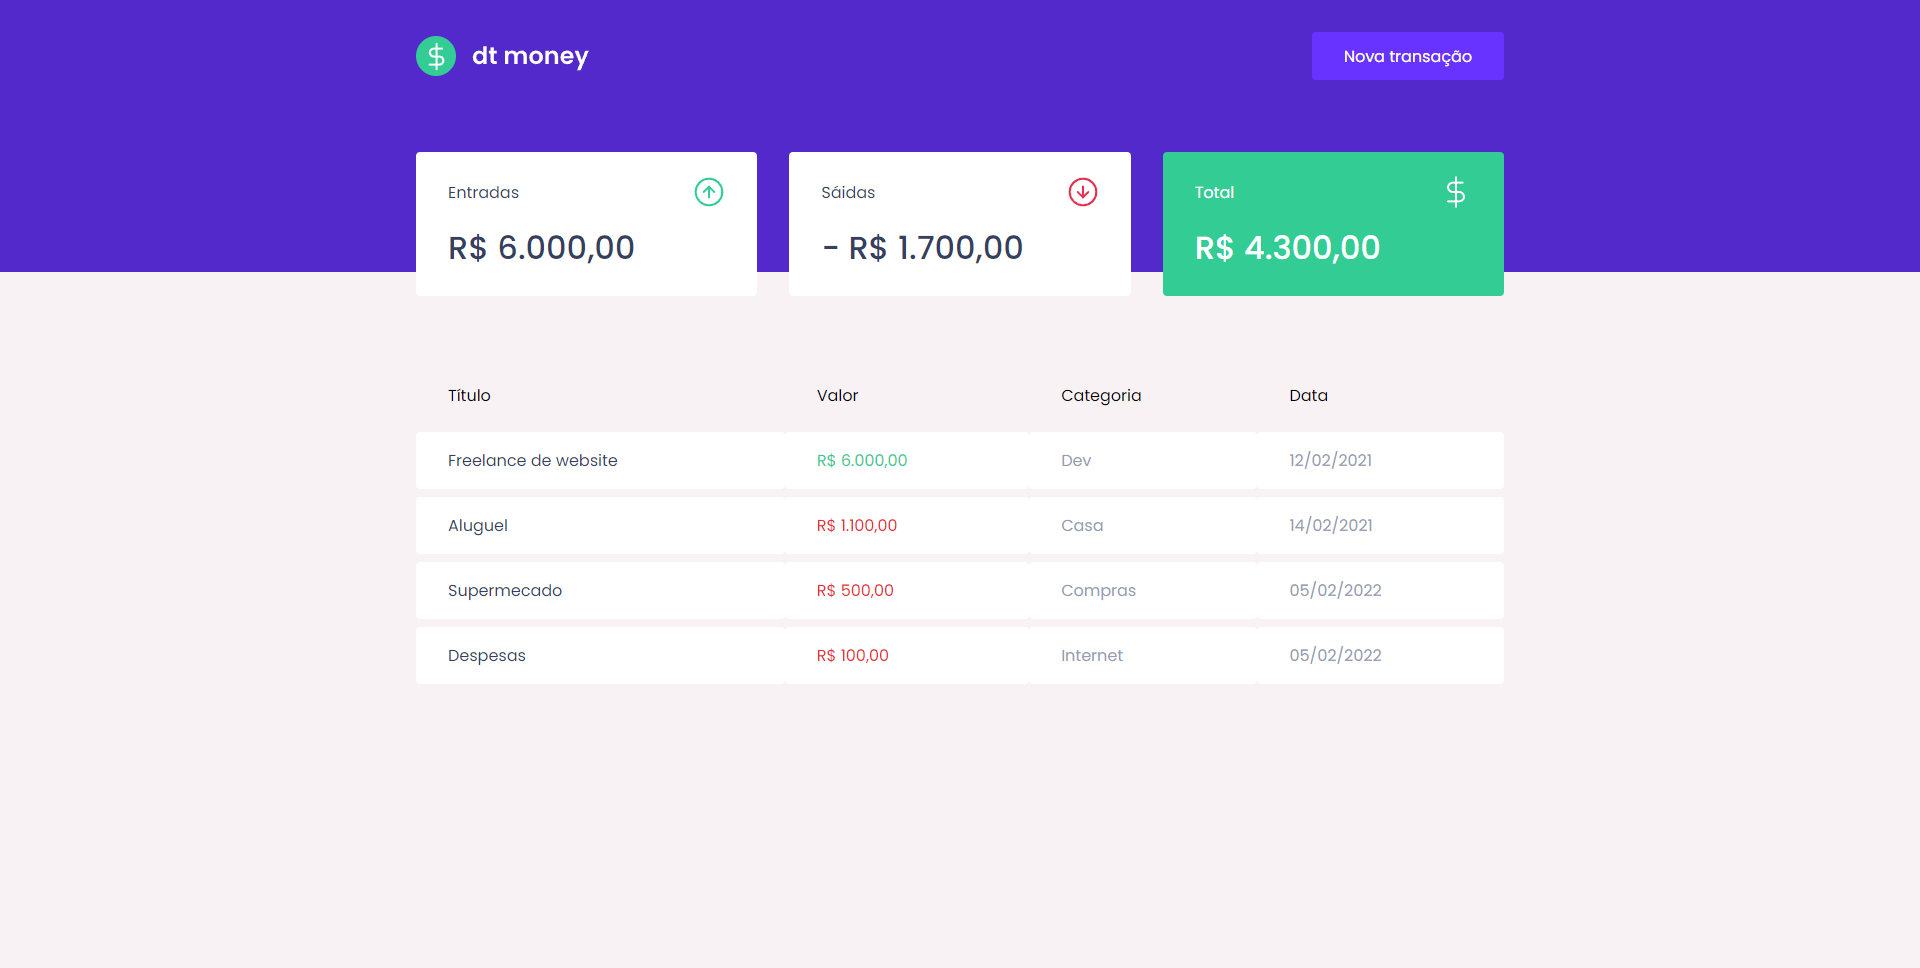 dt money
Nova transação
Entradas
R$ 6.000,00
Sáidas
- R$ 1.700,00
Total
R$ 4.300,00
Título Valor Categoria Data
Freelance de website R$ 6.000,00 Dev 12/02/2021
Aluguel R$ 1.100,00 Casa 14/02/2021
Supermecado R$ 500,00 Compras 05/02/2022
Despesas R$ 100,00 Internet 05/02/2022